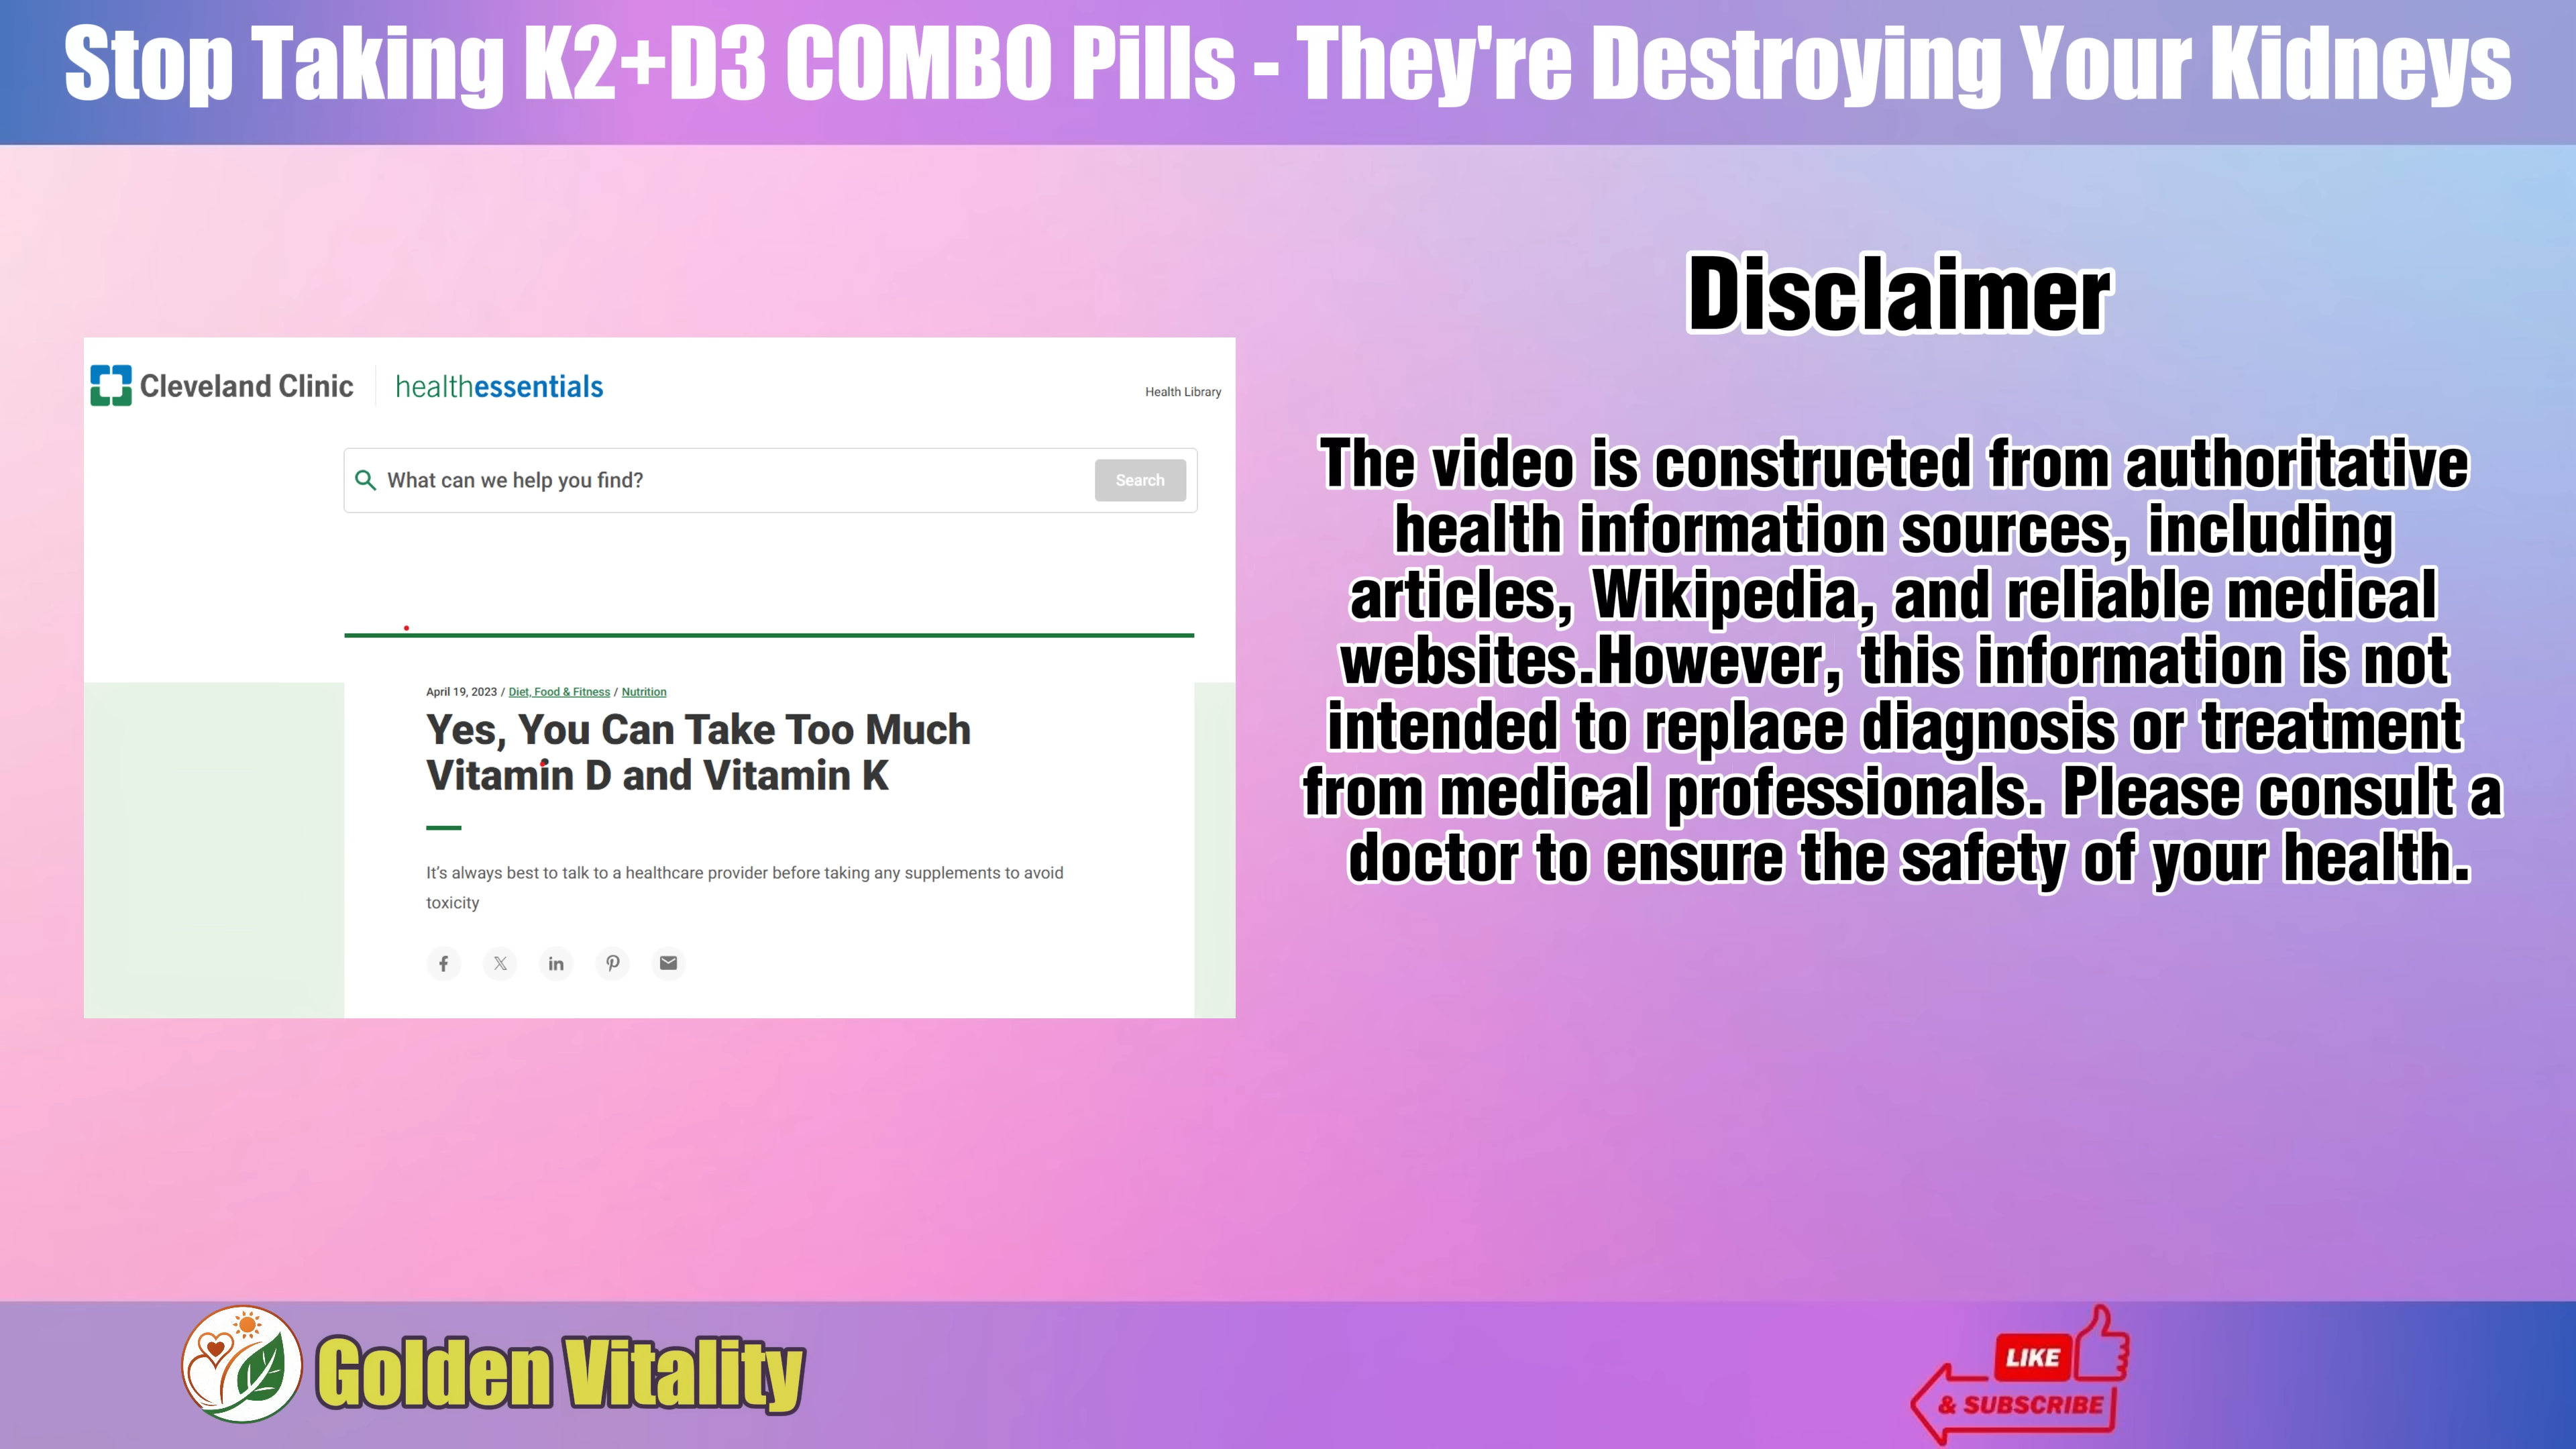 Stop Taking K2+D3 COMBO Pills - They're Destroying Your Kidneys
Cleveland Clinic
healthessentials
Health Library
What can we help you find?
Search
April 19, 2023 / Diet, Food & Fitness / Nutrition
Yes, You Can Take Too Much
Vitamin D and Vitamin K
It’s always best to talk to a healthcare provider before taking any supplements to avoid
toxicity
Disclaimer
The video is constructed from authoritative
health information sources, including
articles, Wikipedia, and reliable medical
websites.However, this information is not
intended to replace diagnosis or treatment
from medical professionals. Please consult a
doctor to ensure the safety of your health.
Golden Vitality
LIKE
& SUBSCRIBE